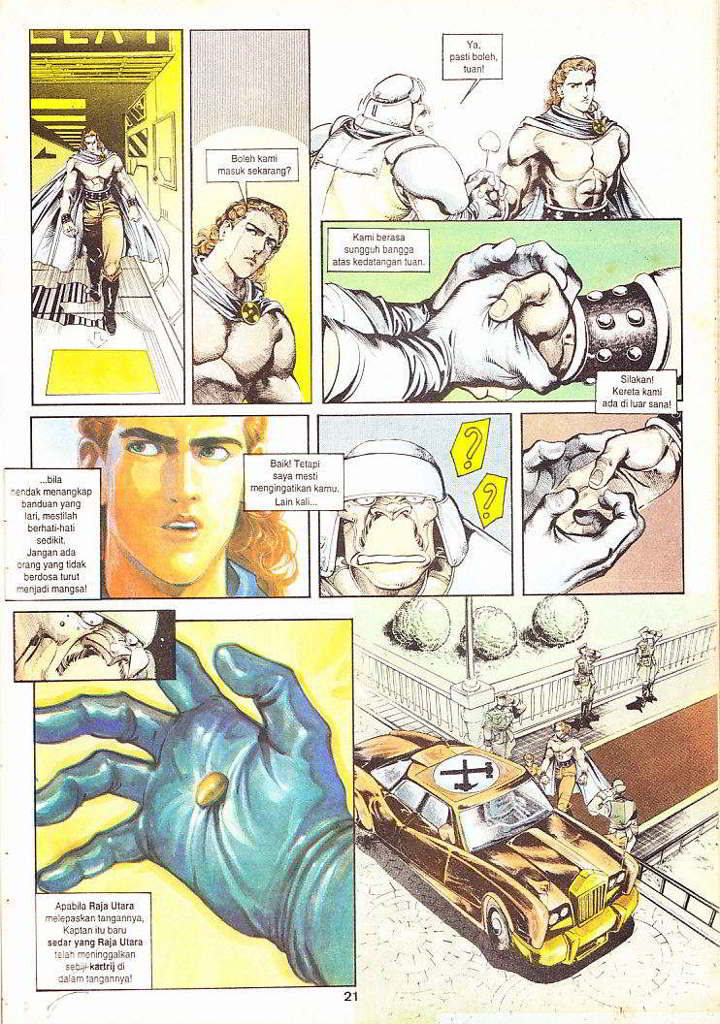 Boleh kami
masuk sekarang?
Ya,
pasti boleh,
tuan!
Kami berasa
sungguh bangga
atas kedatangan tuan.
Silakan!
Kereta kami
ada di luar sana!
Baik! Tetapi
saya mesti
mengingatkan kamu.
Lain kali...
...bila
hendak menangkap
banduan yang
lari, mestilah
berhati-hati
sedikit,
Jangan ada
orang yang tidak
berdosa turut
menjadi mangsa!
?
?
Apabila Raja Utara
melepaskan tangannya,
Kaptan itu baru
sedar yang Raja Utara
telah meninggalkan
sebiji kartrij di
dalam tangannya!
21